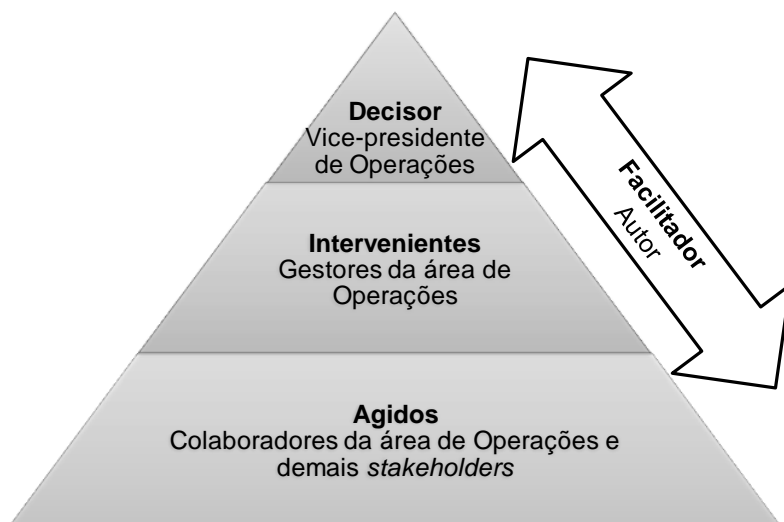 Decisor
Vice-presidente
de Operações
Facilitador
Autor
Intervenientes
Gestores da área de
Operações
Agidos
Colaboradores da área de Operações e
demais stakeholders